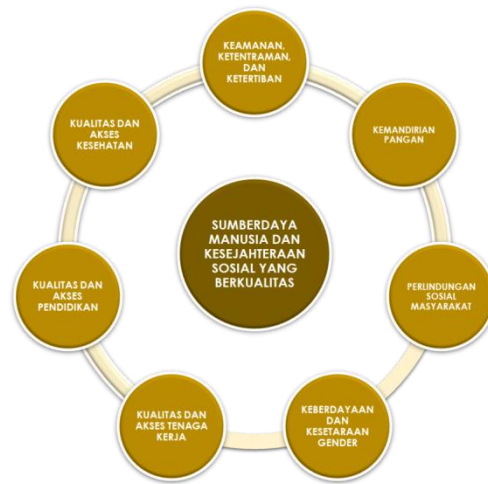 KEAMANAN,
KETENTRAMAN,
DAN
KETERTIBAN
KEMANDIRIAN
PANGAN
PERLINDUNGAN
SOSIAL
MASYARAKAT
KEBERDAYAAN
DAN
KESETARAAN
GENDER
KUALITAS DAN
AKSES TENAGA
KERJA
KUALITAS DAN
AKSES
PENDIDIKAN
KUALITAS DAN
AKSES
KESEHATAN
SUMBERDAYA
MANUSIA DAN
KESEJAHTERAAN
SOSIAL YANG
BERKUALITAS